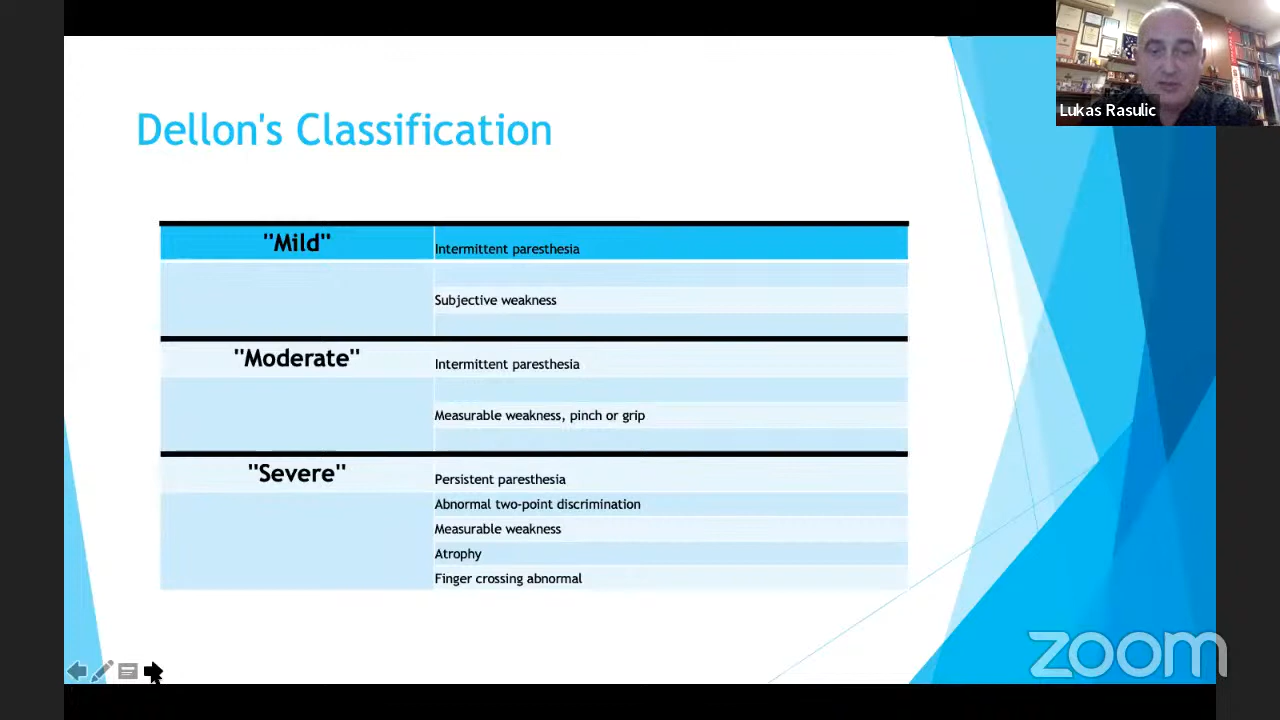 Lukas Rasulic
Dellon's Classification
"Mild" Intermittent paresthesia
Subjective weakness
"Moderate" Intermittent paresthesia
Measurable weakness, pinch or grip
"Severe" Persistent paresthesia
Abnormal two-point discrimination
Measurable weakness
Atrophy
Finger crossing abnormal
zoom